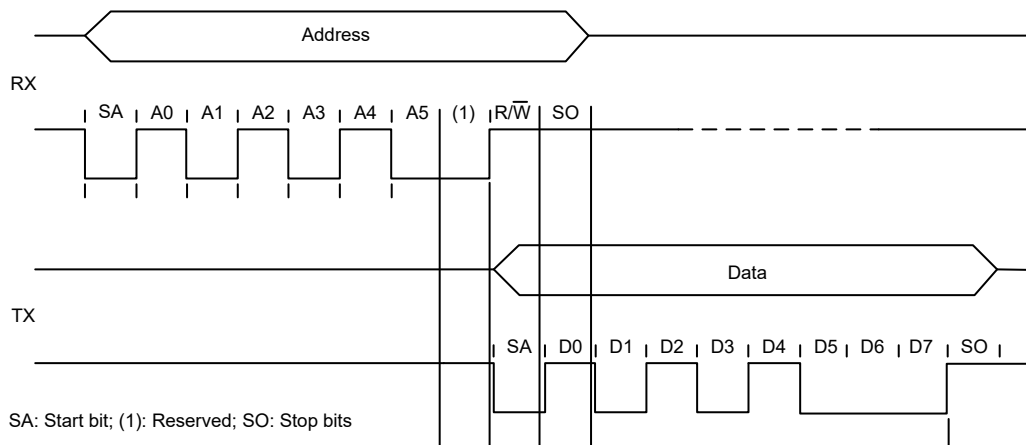 Address
RX
SA A0 A1 A2 A3 A4 A5 (1) R/W̅ SO
Data
TX
SA D0 D1 D2 D3 D4 D5 D6 D7 SO
SA: Start bit; (1): Reserved; SO: Stop bits